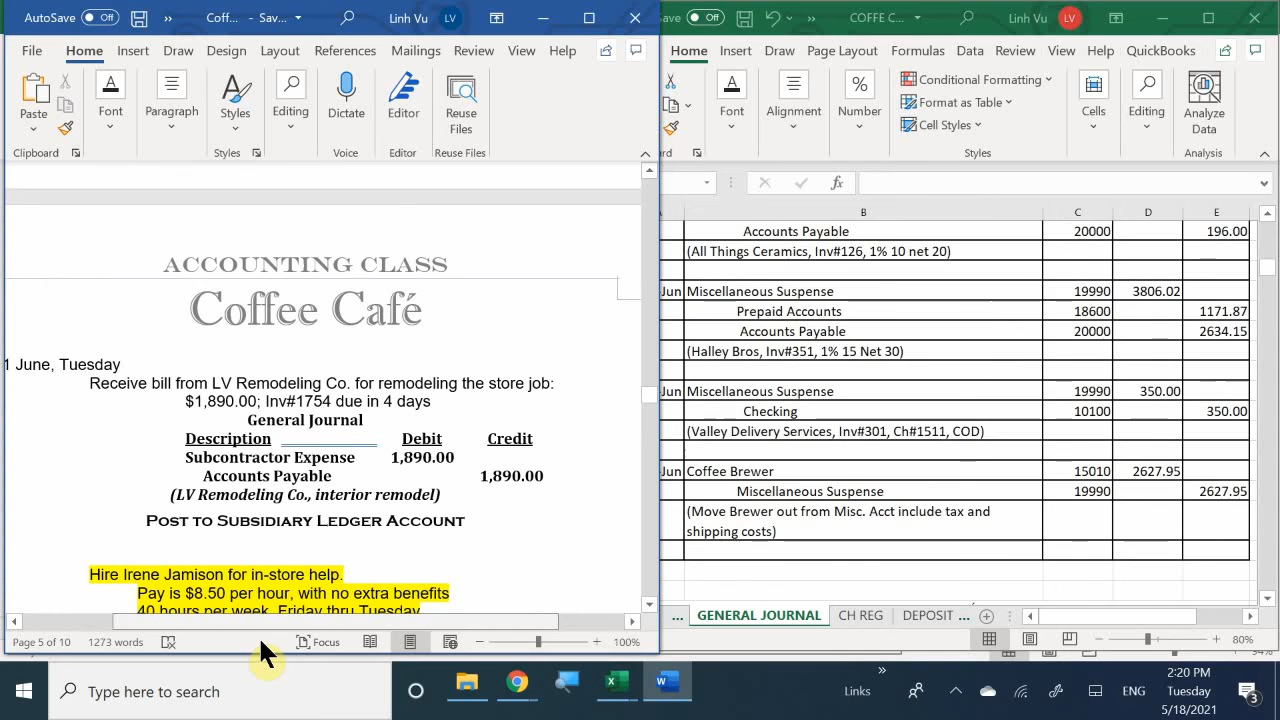 AutoSave Off Coff... - Sav... Linh Vu LV
File Home Insert Draw Design Layout References Mailings Review View Help
Paste Font Paragraph Styles Editing Dictate Editor Reuse Files
Clipboard Styles Voice Editor Reuse Files
ACCOUNTING CLASS
Coffee Café
1 June, Tuesday
Receive bill from LV Remodeling Co. for remodeling the store job:
$1,890.00; Inv#1754 due in 4 days
General Journal
Description Debit Credit
Subcontractor Expense 1,890.00
Accounts Payable 1,890.00
(LV Remodeling Co., interior remodel)
POST TO SUBSIDIARY LEDGER ACCOUNT
Hire Irene Jamison for in-store help.
Pay is $8.50 per hour, with no extra benefits
40 hours per week, Friday thru Tuesday
Page 5 of 10 1273 words Focus 100%
ave Off COFFE C... Linh Vu LV
Home Insert Draw Page Layout Formulas Data Review View Help QuickBooks
Font Alignment Number Conditional Formatting Format as Table Cell Styles Cells Editing Analyze Data
Styles Analysis
fx
B C D E
Accounts Payable 20000 196.00
(All Things Ceramics, Inv#126, 1% 10 net 20)
Jun Miscellaneous Suspense 19990 3806.02
Prepaid Accounts 18600 1171.87
Accounts Payable 20000 2634.15
(Halley Bros, Inv#351, 1% 15 Net 30)
Jun Miscellaneous Suspense 19990 350.00
Checking 10100 350.00
(Valley Delivery Services, Inv#301, Ch#1511, COD)
Jun Coffee Brewer 15010 2627.95
Miscellaneous Suspense 19990 2627.95
(Move Brewer out from Misc. Acct include tax and
shipping costs)
... GENERAL JOURNAL CH REG DEPOSIT ...
80%
94%
Type here to search Links ENG 2:20 PM
Tuesday
5/18/2021
3